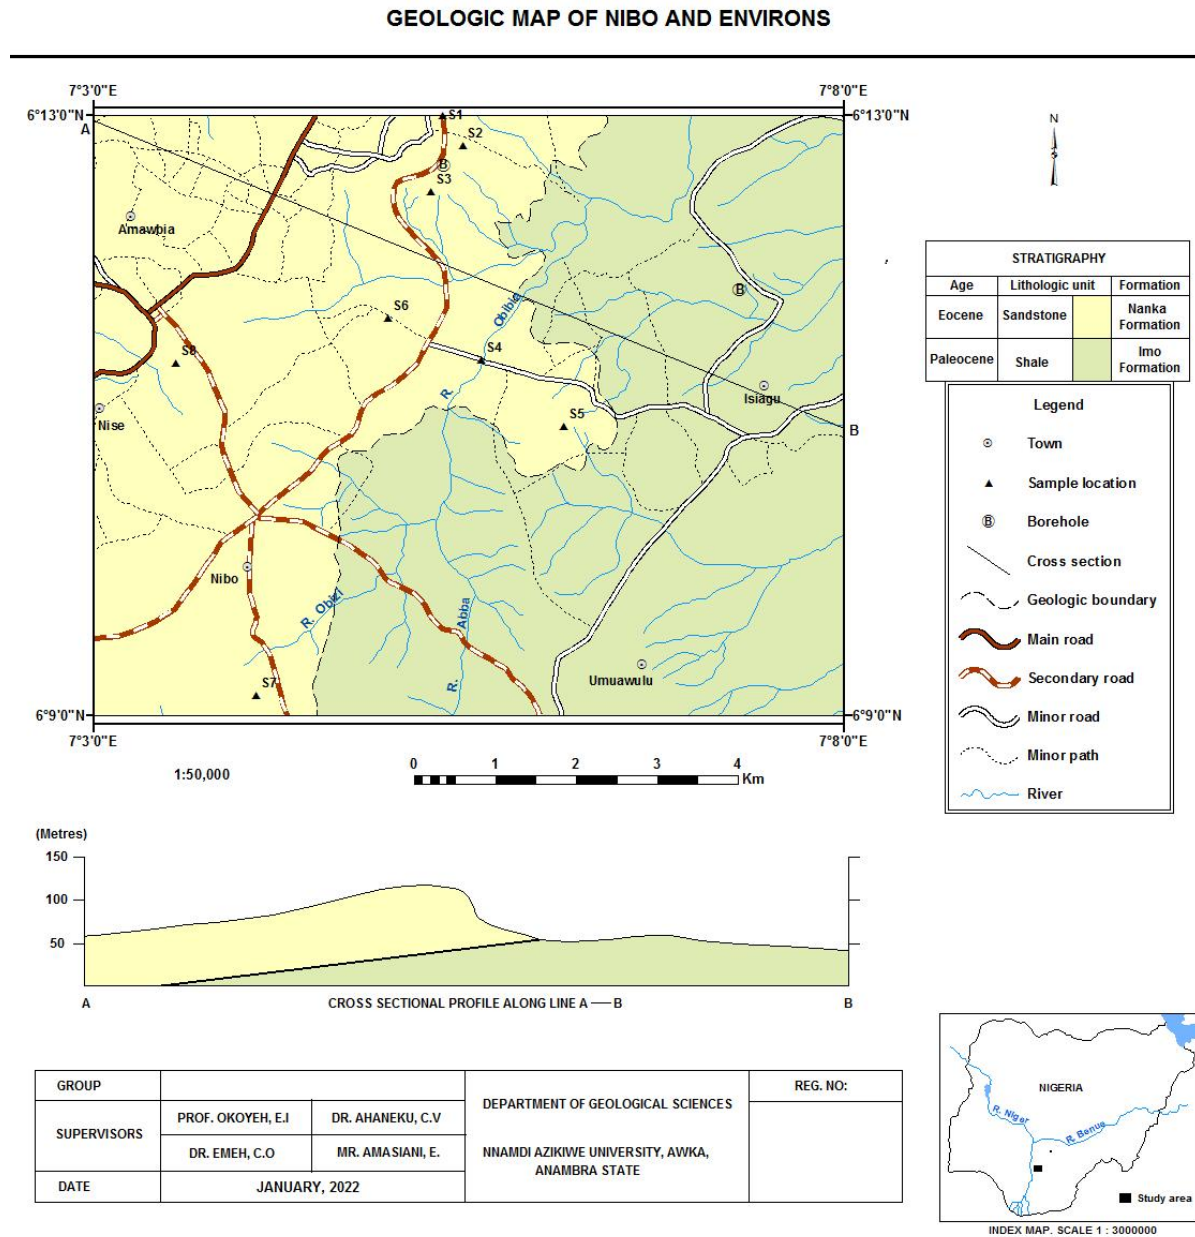 GEOLOGIC MAP OF NIBO AND ENVIRONS
7°3'0"E
7°8'0"E
6°13'0"N
6°13'0"N
A
S1
S2
B
S3
N
Amawbia
B
S6
Obibia
S4
S8
R.
Isiagu
Nise
S5
B
Nibo
R. Obizi
Abba
Umuawulu
S7
R.
6°9'0"N
6°9'0"N
7°3'0"E
7°8'0"E
STRATIGRAPHY
Age Lithologic unit Formation
Eocene Sandstone Nanka Formation
Paleocene Shale Imo Formation
Legend
Town
Sample location
B Borehole
Cross section
Geologic boundary
Main road
Secondary road
Minor road
Minor path
River
1:50,000
0 1 2 3 4
Km
(Metres)
150
100
50
A CROSS SECTIONAL PROFILE ALONG LINE A — B B
GROUP
SUPERVISORS
PROF. OKOYEH, E.I DR. AHANEKU, C.V
DR. EMEH, C.O MR. AMASIANI, E.
DATE JANUARY, 2022
DEPARTMENT OF GEOLOGICAL SCIENCES
NNAMDI AZIKIWE UNIVERSITY, AWKA,
ANAMBRA STATE
REG. NO:
NIGERIA
R. Niger
R. Benue
Study area
INDEX MAP. SCALE 1 : 3000000